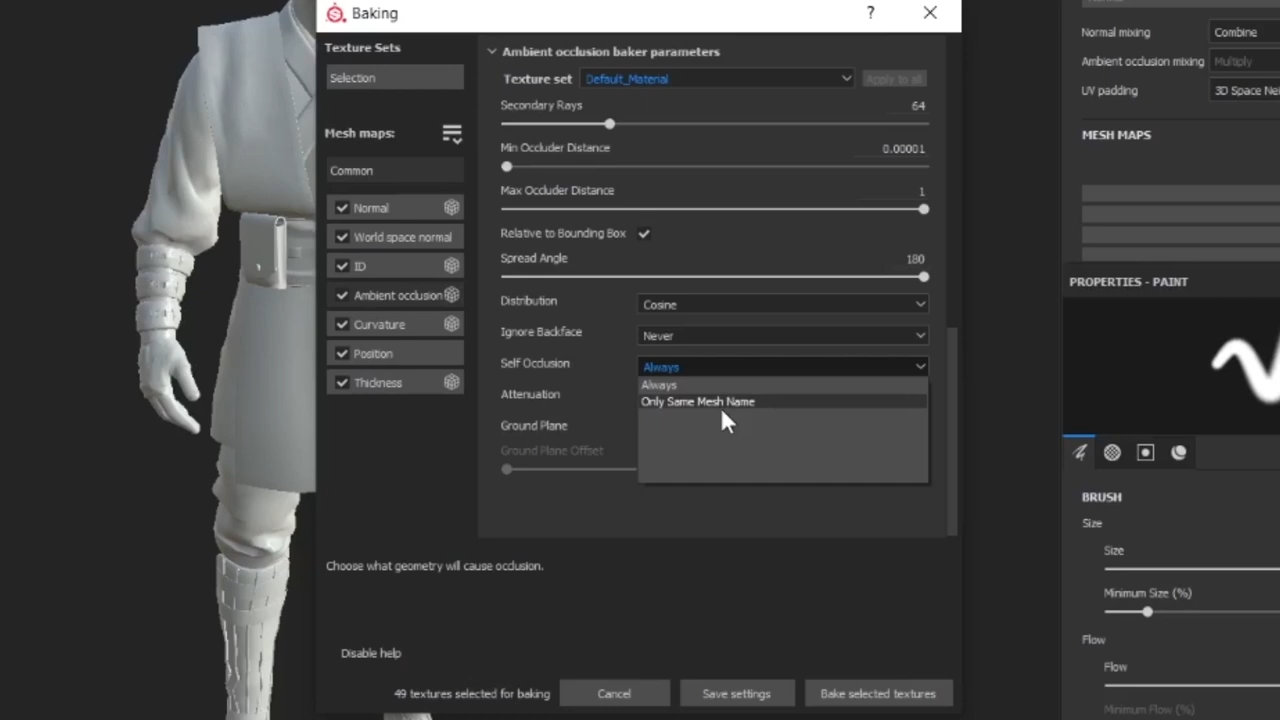 Baking
?
Texture Sets
Selection
Mesh maps:
Common
Normal
World space normal
ID
Ambient occlusion
Curvature
Position
Thickness
Ambient occlusion baker parameters
Texture set Default_Material Apply to all
Secondary Rays 64
Min Occluder Distance 0.00001
Max Occluder Distance 1
Relative to Bounding Box
Spread Angle 180
Distribution Cosine
Ignore Backface Never
Self Occlusion Always
Always
Only Same Mesh Name
Attenuation
Ground Plane
Ground Plane Offset
Choose what geometry will cause occlusion.
Disable help
49 textures selected for baking Cancel Save settings Bake selected textures
Normal mixing Combine
Ambient occlusion mixing Multiply
UV padding 3D Space Nei
MESH MAPS
PROPERTIES - PAINT
BRUSH
Size
Size
Minimum Size (%)
Flow
Flow
Minimum Flow (%)